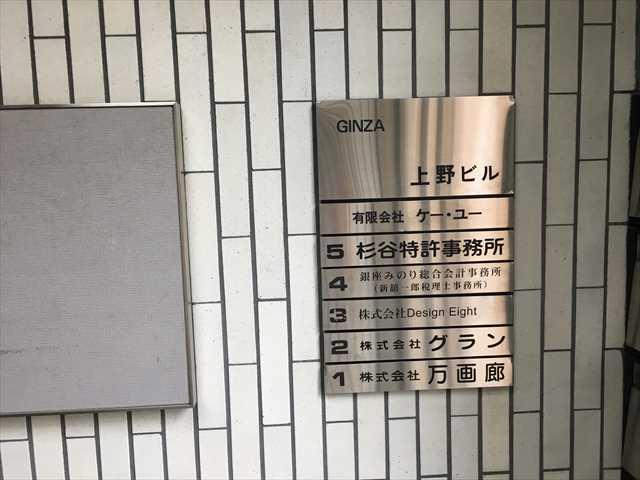 GINZA
上野ビル
有限会社 ケー・ユー
5 杉谷特許事務所
4 銀座みのり総合会計事務所
(新舘一郎税理士事務所)
3 株式会社Design Eight
2 株式会社 グラン
1 株式会社 万画廊